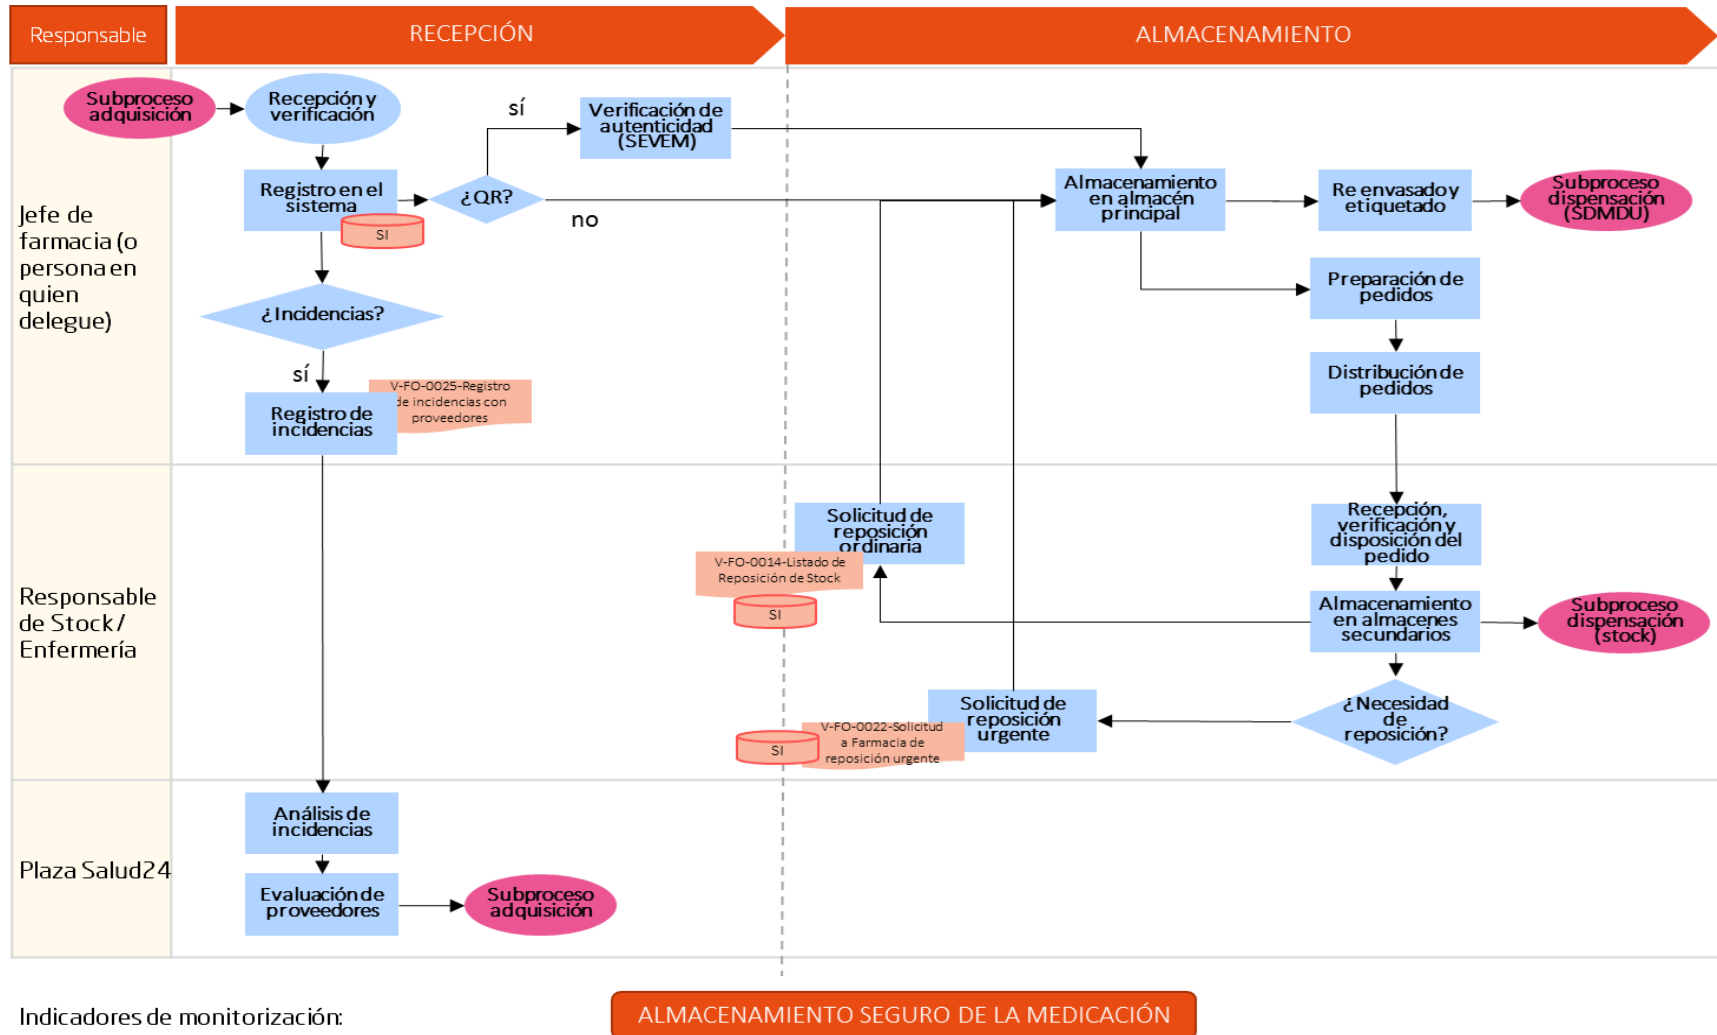 Responsable
RECEPCIÓN
ALMACENAMIENTO
Jefe de
farmacia (o
persona en
quien
delegue)
Subproceso
adquisición
Recepción y
verificación
sí
Verificación de
autenticidad
(SEVEM)
Registro en el
sistema
SI
¿QR?
no
Almacenamiento
en almacén
principal
Re envasado y
etiquetado
Subproceso
dispensación
(SDMDU)
¿Incidencias?
Preparación de
pedidos
sí
Registro de
incidencias
V-FO-0025-Registro
de incidencias con
proveedores
Distribución de
pedidos
Responsable
de Stock /
Enfermería
Solicitud de
reposición
ordinaria
V-FO-0014-Listado de
Reposición de Stock
SI
Recepción,
verificación y
disposición del
pedido
Almacenamiento
en almacenes
secundarios
Subproceso
dispensación
(stock)
Solicitud de
reposición
urgente
V-FO-0022-Solicitud
a Farmacia de
reposición urgente
SI
¿Necesidad
de
reposición?
Plaza Salud24
Análisis de
incidencias
Evaluación de
proveedores
Subproceso
adquisición
Indicadores de monitorización:
ALMACENAMIENTO SEGURO DE LA MEDICACIÓN